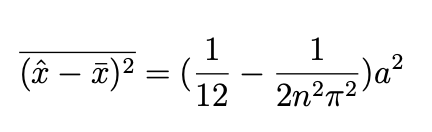 $\overline{(\hat{x} - \bar{x})^2} = (\frac{1}{12} - \frac{1}{2n^2\pi^2})a^2$